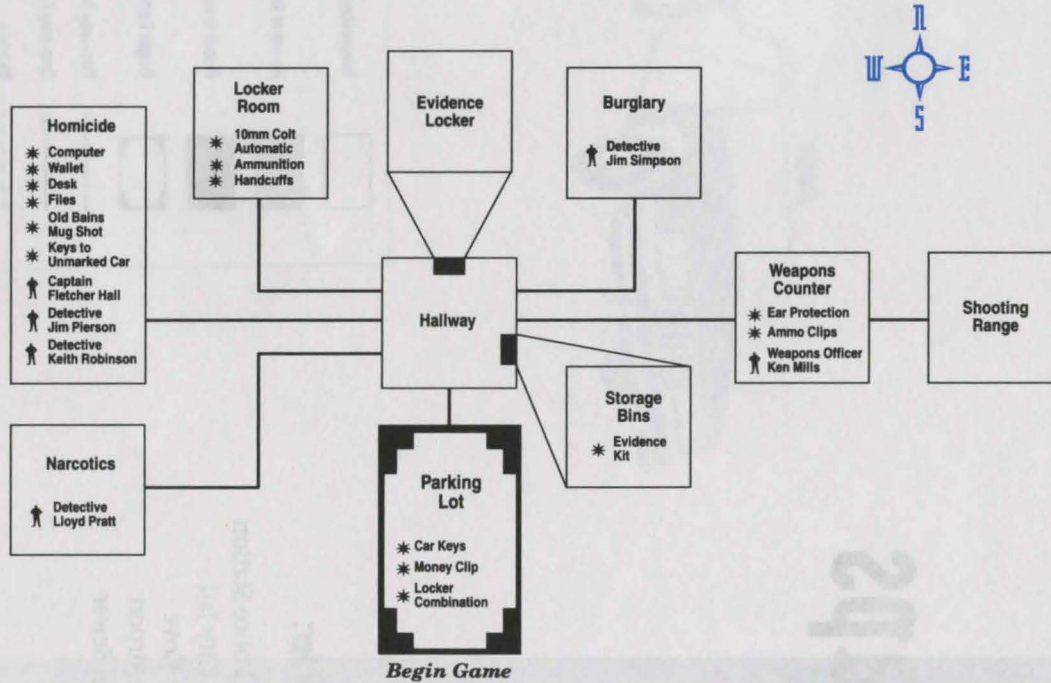 N
W E
S
Homicide
Computer
Wallet
Desk
Files
Old Bains
Mug Shot
Keys to
Unmarked Car
Captain
Fletcher Hall
Detective
Jim Pierson
Detective
Keith Robinson
Locker
Room
10mm Colt
Automatic
Ammunition
Handcuffs
Evidence
Locker
Burglary
Detective
Jim Simpson
Hallway
Weapons
Counter
Ear Protection
Ammo Clips
Weapons Officer
Ken Mills
Shooting
Range
Storage
Bins
Evidence
Kit
Narcotics
Detective
Lloyd Pratt
Parking
Lot
Car Keys
Money Clip
Locker
Combination
Begin Game